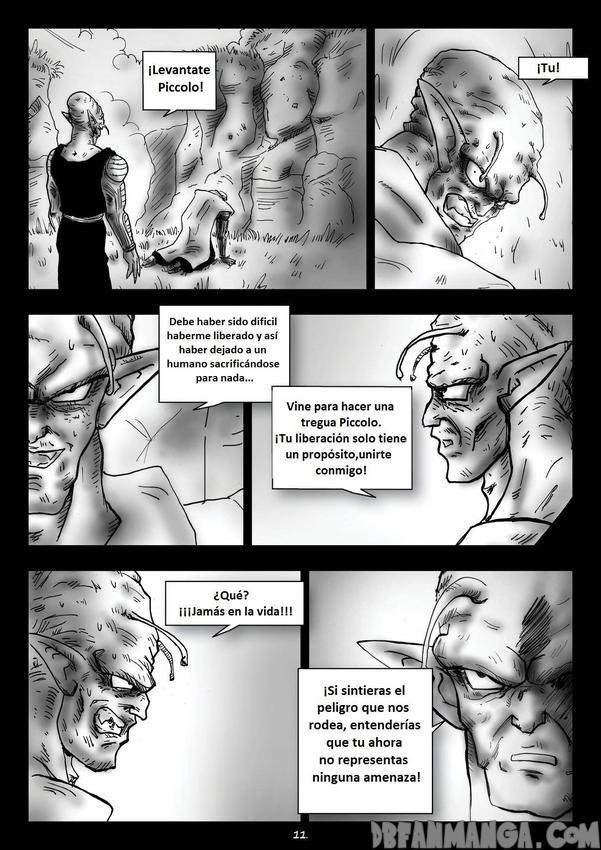 ¡Levantate
Piccolo!
¡Tu!
Debe haber sido dificil
haberme liberado y así
haber dejado a un
humano sacrificándose
para nada...
Vine para hacer una
tregua Piccolo.
¡Tu liberación solo tiene
un propósito,unirte
conmigo!
¿Qué?
¡¡¡Jamás en la vida!!!
¡Si sintieras el
peligro que nos
rodea, entenderías
que tu ahora
no representas
ninguna amenaza!
11.
DBFANMANGA.COM